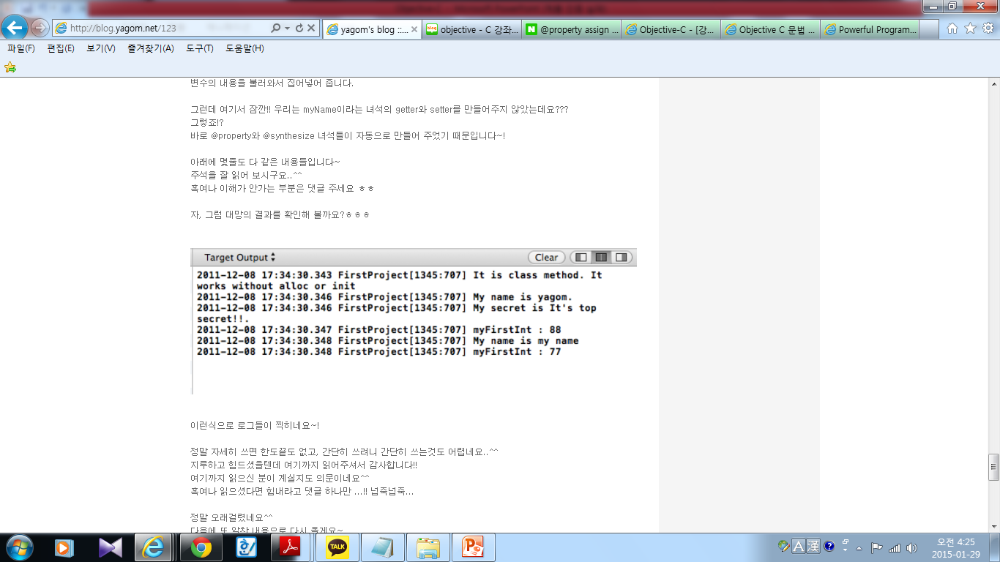 http://blog.yagom.net/123
yagom's blog ::...
objective - C 강좌...
@property assign ...
Objective-C - [강...
Objective C 문법 ...
Powerful Program...
파일(F) 편집(E) 보기(V) 즐겨찾기(A) 도구(T) 도움말(H)
변수의 내용을 불러와서 집어넣어 줍니다.
그런데 여기서 잠깐!! 우리는 myName이라는 녀석의 getter와 setter를 만들어주지 않았는데요???
그렇죠!?
바로 @property와 @synthesize 녀석들이 자동으로 만들어 주었기 때문입니다~!
아래에 몇줄도 다 같은 내용들입니다~
주석을 잘 읽어 보시구요..^^
혹여나 이해가 안가는 부분은 댓글 주세요 ㅎㅎ
자, 그럼 대망의 결과를 확인해 볼까요?ㅎㅎㅎ
Target Output
Clear
2011-12-08 17:34:30.343 FirstProject[1345:707] It is class method. It
works without alloc or init
2011-12-08 17:34:30.346 FirstProject[1345:707] My name is yagom.
2011-12-08 17:34:30.346 FirstProject[1345:707] My secret is It's top
secret!!.
2011-12-08 17:34:30.347 FirstProject[1345:707] myFirstInt : 88
2011-12-08 17:34:30.348 FirstProject[1345:707] My name is my name
2011-12-08 17:34:30.348 FirstProject[1345:707] myFirstInt : 77
이런식으로 로그들이 찍히네요~!
정말 자세히 쓰면 한도끝도 없고, 간단히 쓰려니 간단히 쓰는것도 어렵네요..^^
지루하고 힘드셨을텐데 여기까지 읽어주셔서 감사합니다!!
여기까지 읽으신 분이 계실지도 의문이네요^^
혹여나 읽으셨다면 힘내라고 댓글 하나만 ...!! 넙죽넙죽...
정말 오래걸렸네요^^
다음에 또 알찬 내용으로 다시 올게요~
TALK
A 漢
오전 4:25
2015-01-29